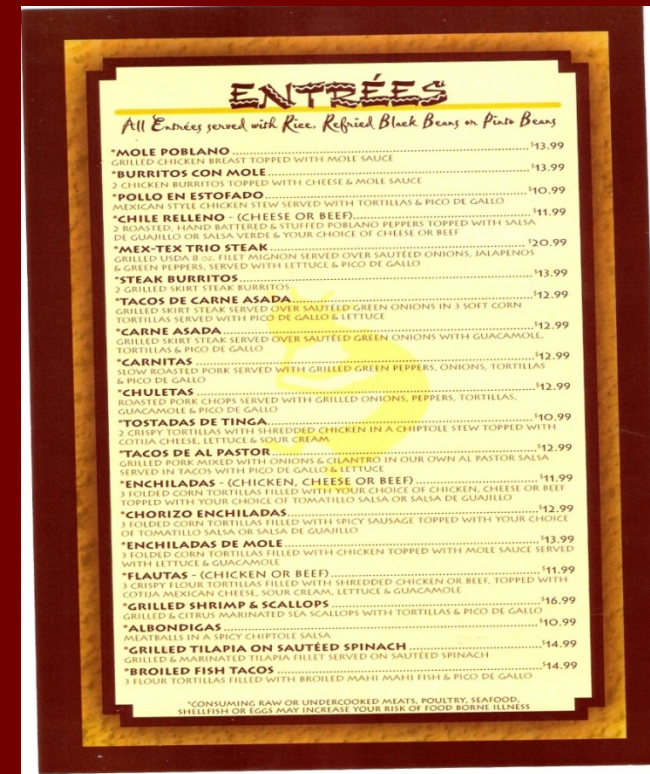 ENTRÉES
All Entrées served with Rice, Refried Black Beans or Pinto Beans
*MOLE POBLANO $13.99
GRILLED CHICKEN BREAST TOPPED WITH MOLE SAUCE
*BURRITOS CON MOLE $13.99
2 CHICKEN BURRITOS TOPPED WITH CHEESE & MOLE SAUCE
*POLLO EN ESTOFADO $10.99
MEXICAN STYLE CHICKEN STEW SERVED WITH TORTILLAS & PICO DE GALLO
*CHILE RELLENO - (CHEESE OR BEEF) $11.99
2 ROASTED, HAND BATTERED & STUFFED POBLANO PEPPERS TOPPED WITH SALSA
DE GUAJILLO OR SALSA VERDE & YOUR CHOICE OF CHEESE OR BEEF
*MEX-TEX TRIO STEAK $20.99
GRILLED USDA 8 OZ. FILET MIGNON SERVED OVER SAUTÉED ONIONS, JALAPENOS
& GREEN PEPPERS, SERVED WITH LETTUCE & PICO DE GALLO
*STEAK BURRITOS $13.99
2 GRILLED SKIRT STEAK BURRITOS
*TACOS DE CARNE ASADA $12.99
GRILLED SKIRT STEAK SERVED OVER SAUTÉED GREEN ONIONS IN 3 SOFT CORN
TORTILLAS SERVED WITH PICO DE GALLO & LETTUCE
*CARNE ASADA $12.99
GRILLED SKIRT STEAK SERVED OVER SAUTÉED GREEN ONIONS WITH GUACAMOLE,
TORTILLAS & PICO DE GALLO
*CARNITAS $12.99
SLOW ROASTED PORK SERVED WITH GRILLED GREEN PEPPERS, ONIONS, TORTILLAS
& PICO DE GALLO
*CHULETAS $12.99
ROASTED PORK CHOPS SERVED WITH GRILLED ONIONS, PEPPERS, TORTILLAS,
GUACAMOLE & PICO DE GALLO
*TOSTADAS DE TINGA $10.99
2 CRISPY TORTILLAS WITH SHREDDED CHICKEN IN A CHIPTOLE STEW TOPPED WITH
COTIJA CHEESE, LETTUCE & SOUR CREAM
*TACOS DE AL PASTOR $12.99
GRILLED PORK MIXED WITH ONIONS & CILANTRO IN OUR OWN AL PASTOR SALSA
SERVED IN TACOS WITH PICO DE GALLO & LETTUCE
*ENCHILADAS - (CHICKEN, CHEESE OR BEEF) $11.99
3 FOLDED CORN TORTILLAS FILLED WITH YOUR CHOICE OF CHICKEN, CHEESE OR BEEF
TOPPED WITH YOUR CHOICE OF TOMATILLO SALSA OR SALSA DE GUAJILLO
*CHORIZO ENCHILADAS $12.99
3 FOLDED CORN TORTILLAS FILLED WITH SPICY SAUSAGE TOPPED WITH YOUR CHOICE
OF TOMATILLO SALSA OR SALSA DE GUAJILLO
*ENCHILADAS DE MOLE $13.99
3 FOLDED CORN TORTILLAS FILLED WITH CHICKEN TOPPED WITH MOLE SAUCE SERVED
WITH LETTUCE & GUACAMOLE
*FLAUTAS - (CHICKEN OR BEEF) $11.99
3 CRISPY FLOUR TORTILLAS FILLED WITH SHREDDED CHICKEN OR BEEF, TOPPED WITH
COTIJA MEXICAN CHEESE, SOUR CREAM, LETTUCE & GUACAMOLE
*GRILLED SHRIMP & SCALLOPS $16.99
GRILLED & CITRUS MARINATED SEA SCALLOPS WITH TORTILLAS & PICO DE GALLO
*ALBONDIGAS $10.99
MEATBALLS IN A SPICY CHIPTOLE SALSA
*GRILLED TILAPIA ON SAUTÉED SPINACH $14.99
GRILLED & MARINATED TILAPIA FILLET SERVED ON SAUTÉED SPINACH
*BROILED FISH TACOS $14.99
3 FLOUR TORTILLAS FILLED WITH BROILED MAHI MAHI FISH & PICO DE GALLO
*CONSUMING RAW OR UNDERCOOKED MEATS, POULTRY, SEAFOOD,
SHELLFISH OR EGGS MAY INCREASE YOUR RISK OF FOOD BORNE ILLNESS